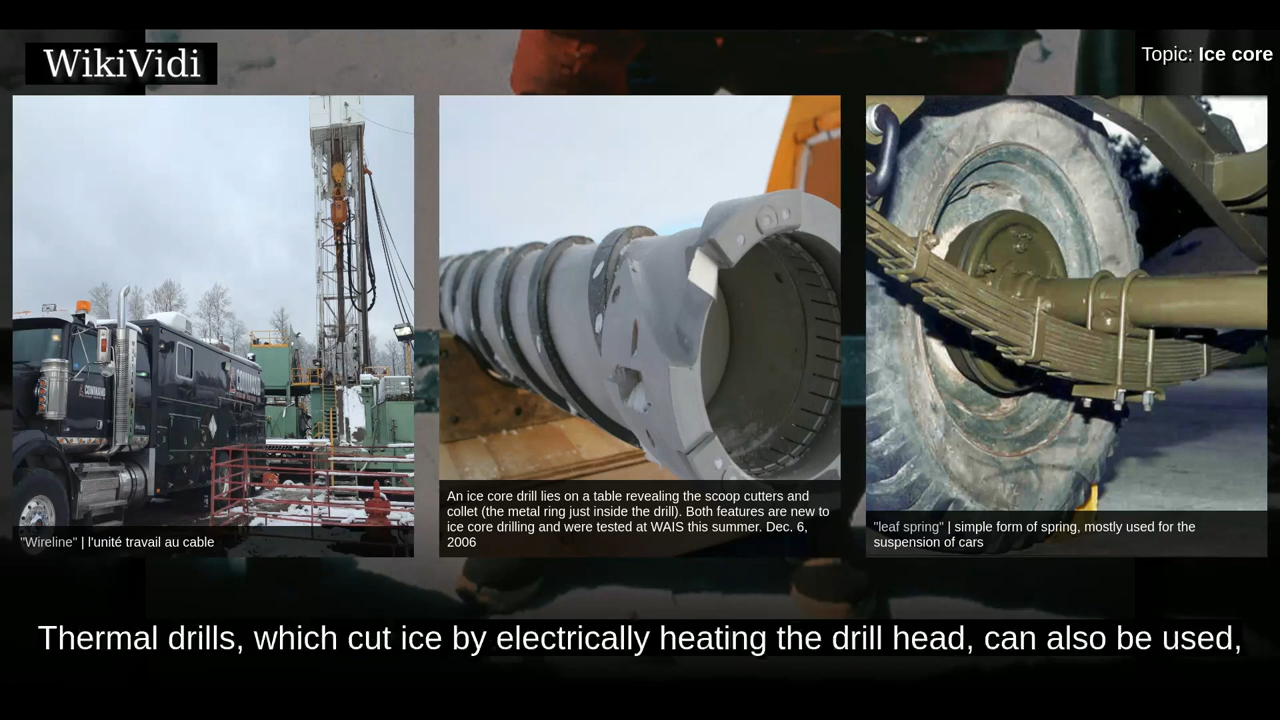 WikiVidi
Topic: Ice core
"Wireline" | l'unité travail au cable
An ice core drill lies on a table revealing the scoop cutters and
collet (the metal ring just inside the drill). Both features are new to
ice core drilling and were tested at WAIS this summer. Dec. 6,
2006
"leaf spring" | simple form of spring, mostly used for the
suspension of cars
Thermal drills, which cut ice by electrically heating the drill head, can also be used,